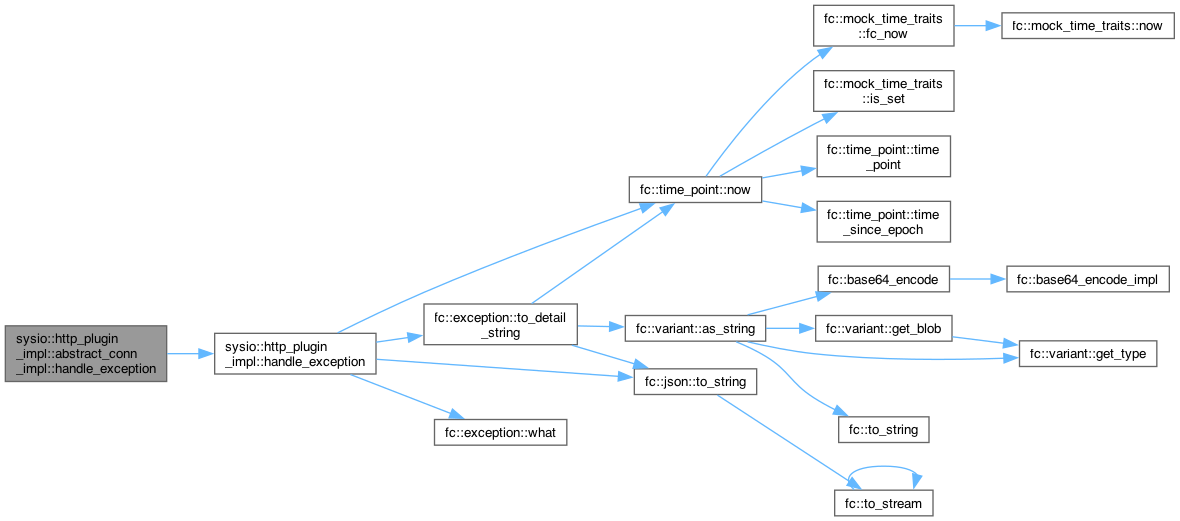 fc::mock_time_traits
::fc_now
fc::mock_time_traits::now
fc::mock_time_traits
::is_set
fc::time_point::time
_point
fc::time_point::now
fc::time_point::time
_since_epoch
fc::base64_encode
fc::base64_encode_impl
fc::exception::to_detail
_string
fc::variant::as_string
fc::variant::get_blob
sysio::http_plugin
_impl::abstract_conn
_impl::handle_exception
sysio::http_plugin
_impl::handle_exception
fc::variant::get_type
fc::json::to_string
fc::exception::what
fc::to_string
fc::to_stream